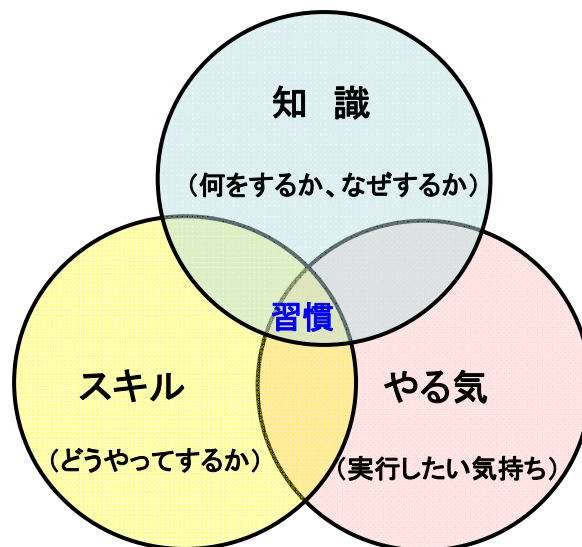 知　識
（何をするか、なぜするか）
習慣
スキル
（どうやってするか）
やる気
（実行したい気持ち）